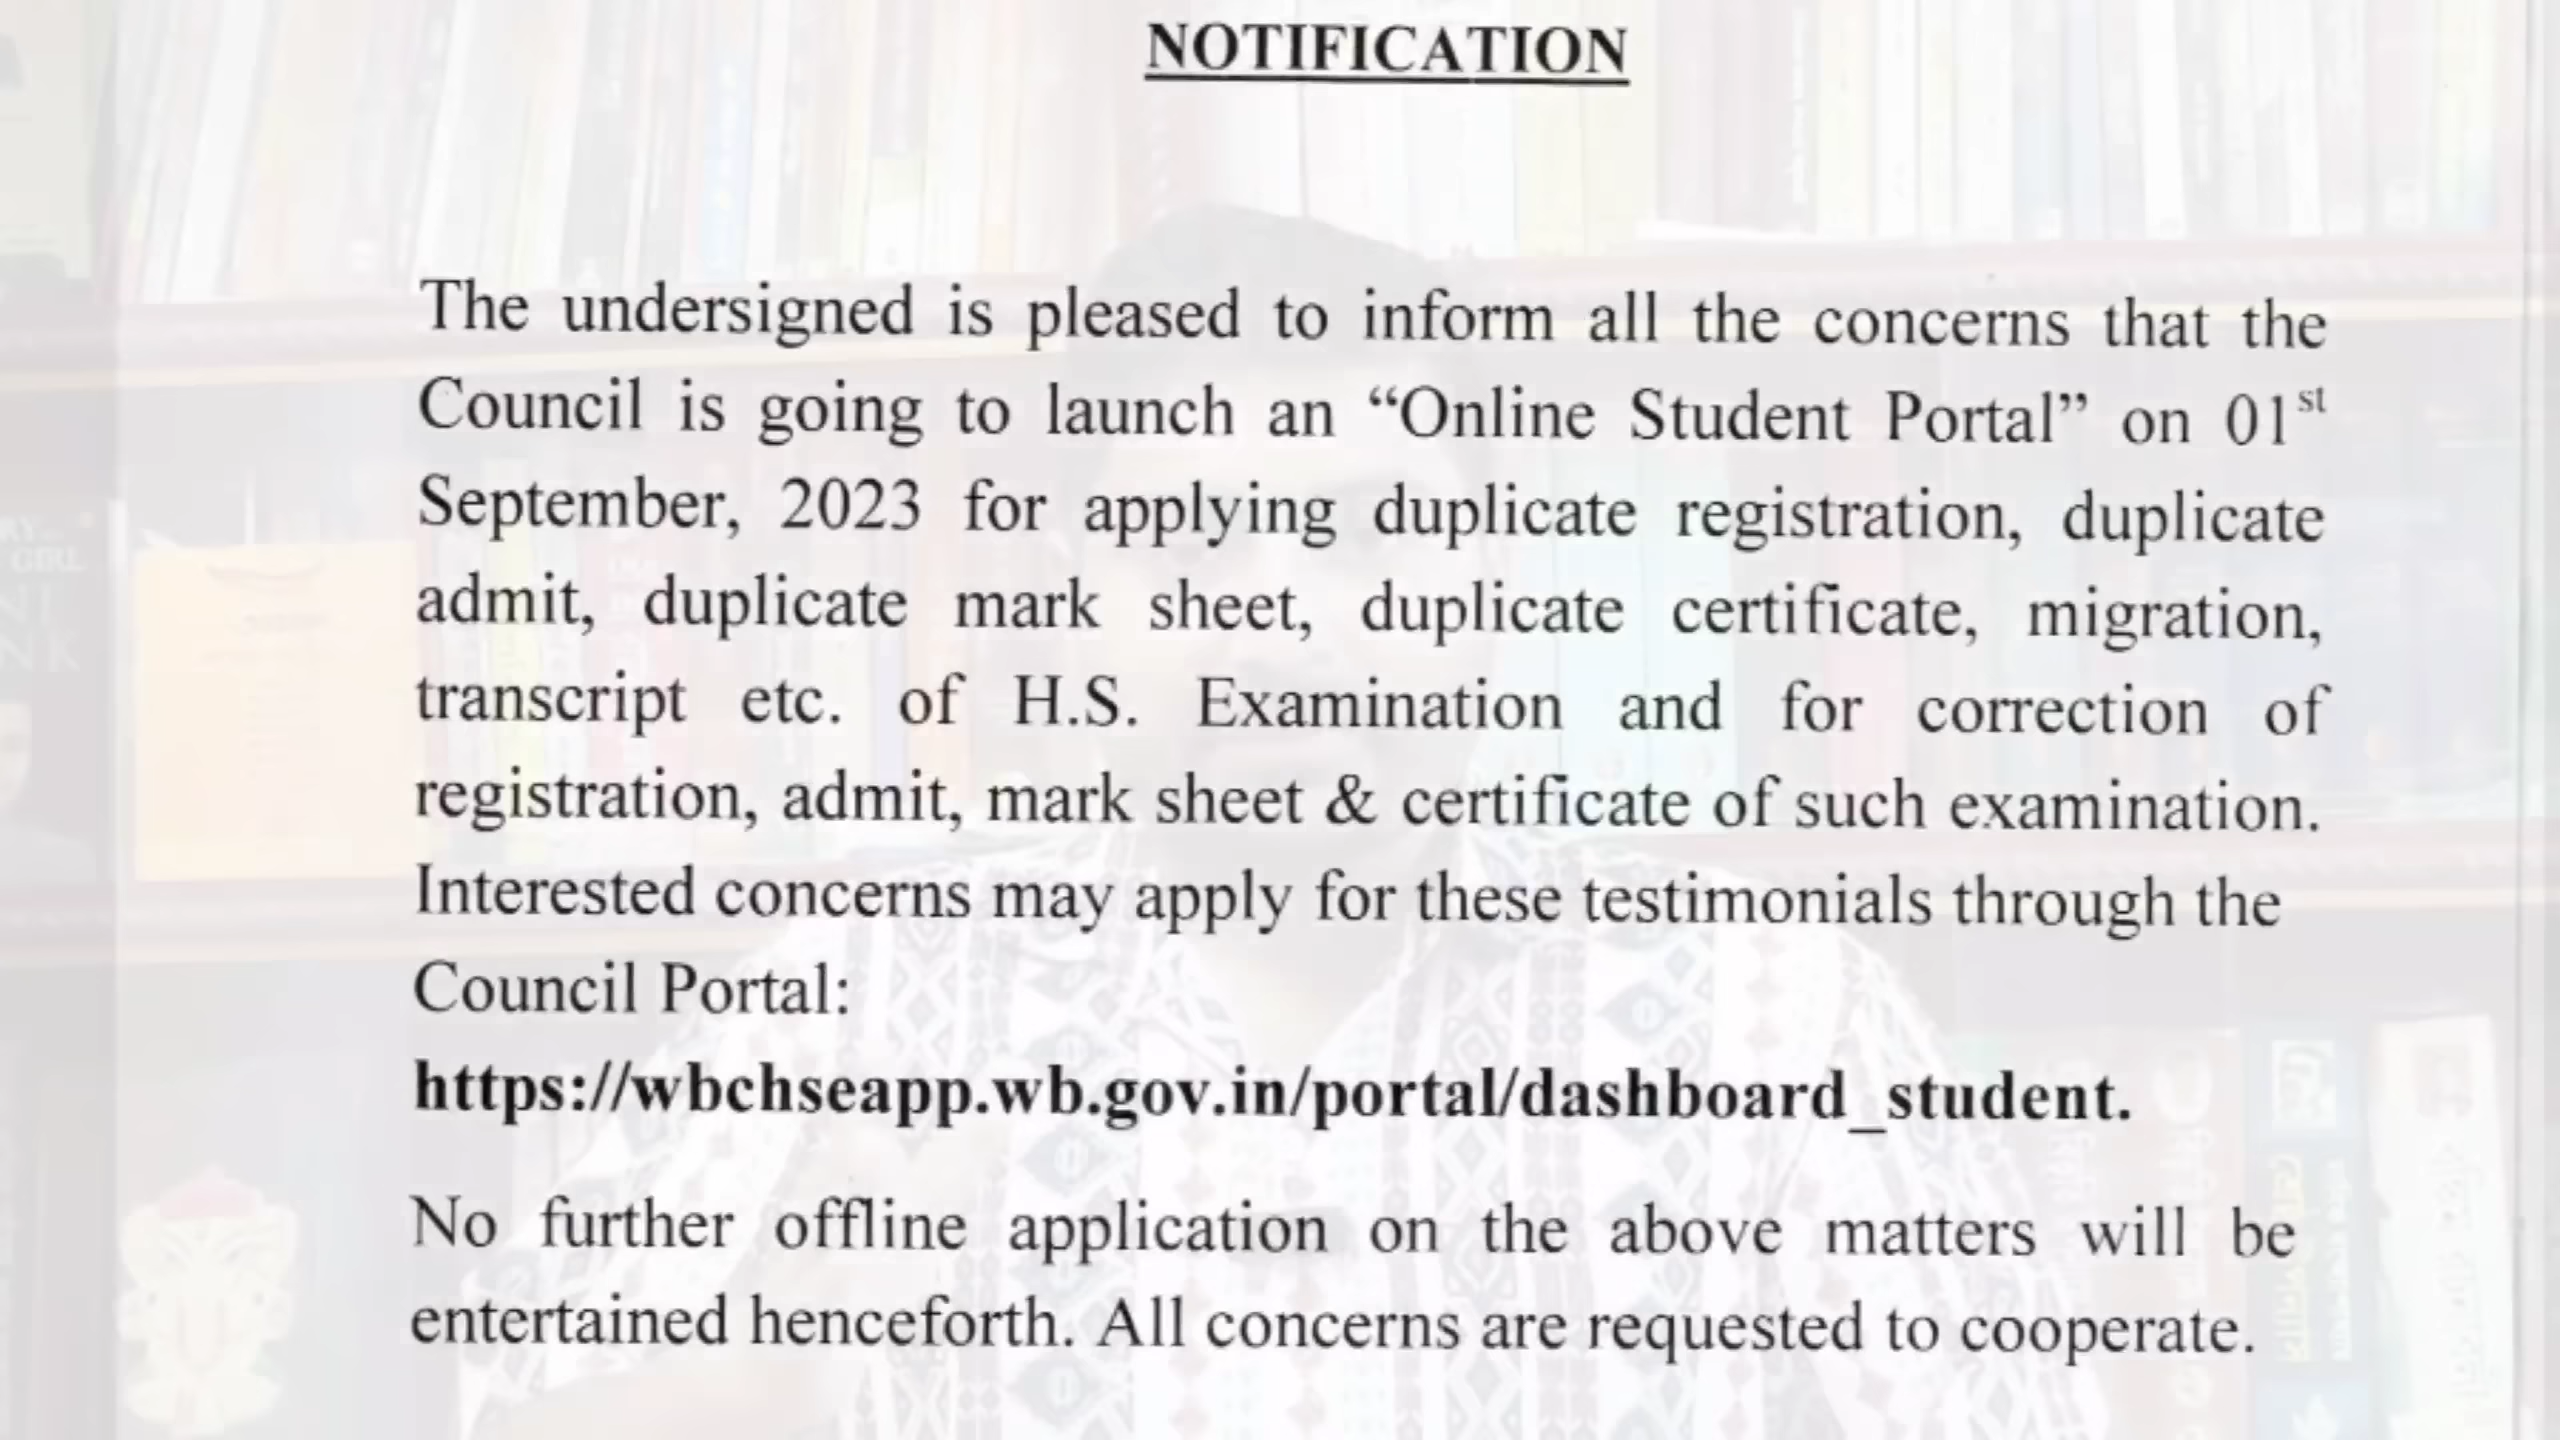 NOTIFICATION
The undersigned is pleased to inform all the concerns that the
Council is going to launch an “Online Student Portal” on 01st
September, 2023 for applying duplicate registration, duplicate
admit, duplicate mark sheet, duplicate certificate, migration,
transcript etc. of H.S. Examination and for correction of
registration, admit, mark sheet & certificate of such examination.
Interested concerns may apply for these testimonials through the
Council Portal:
https://wbchseapp.wb.gov.in/portal/dashboard_student.
No further offline application on the above matters will be
entertained henceforth. All concerns are requested to cooperate.